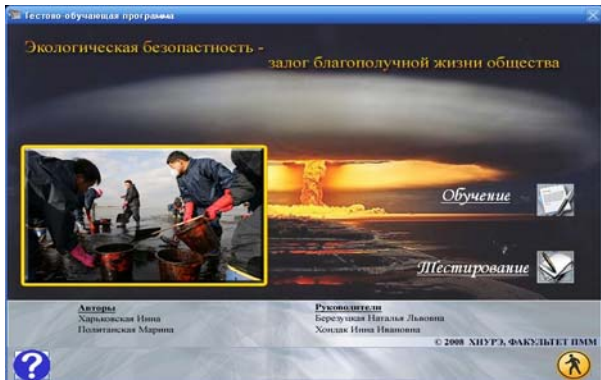 Тестово-обучающая программа
Экологическая безопастность -
залог благополучной жизни общества
Обучение
Тестирование
Авторы
Харьковская Инна
Политанская Марина
Руководители
Березуцкая Наталья Львовна
Хондак Инна Ивановна
© 2008 ХНУРЭ, ФАКУЛЬТЕТ ПММ
?